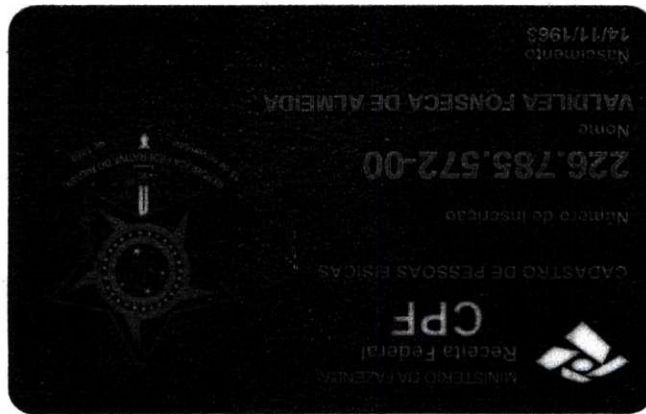 MINISTÉRIO DA FAZENDA
Receita Federal
CPF
CADASTRO DE PESSOAS FÍSICAS
Número de Inscrição
226.785.572-00
Nome
VALDILEA FONSECA DE ALMEIDA
Nascimento
14/11/1963